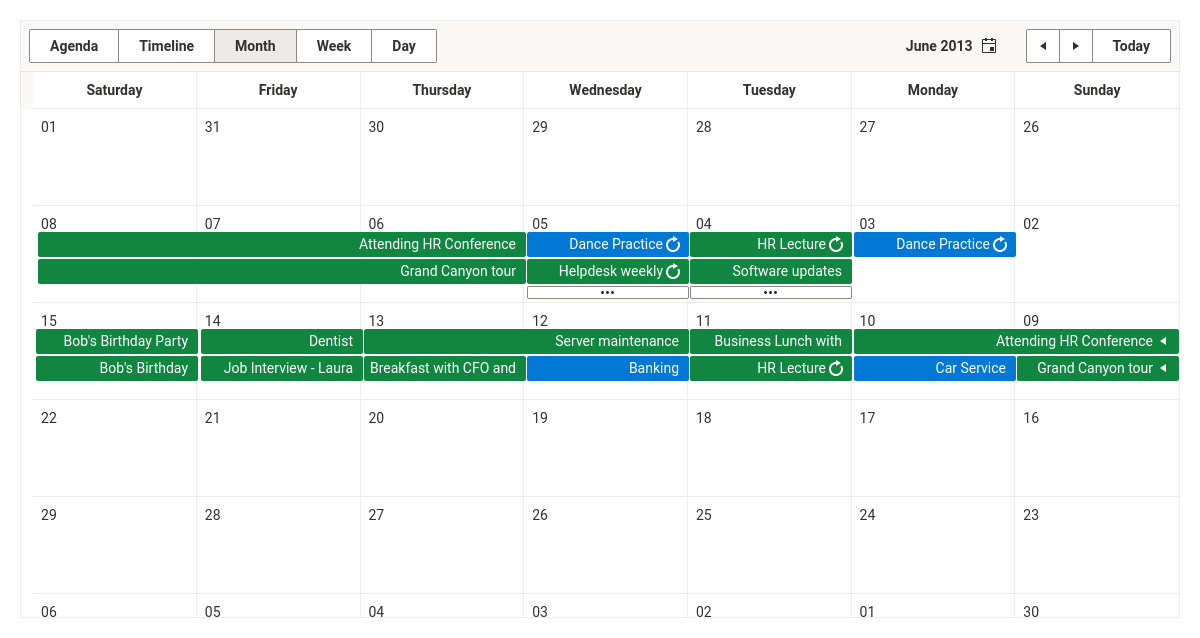 Agenda Timeline Month Week Day June 2013 Today
Saturday Friday Thursday Wednesday Tuesday Monday Sunday
01 31 30 29 28 27 26
08 07 06 05 04 03 02
Attending HR Conference Dance Practice HR Lecture Dance Practice
Grand Canyon tour Helpdesk weekly Software updates
••• •••
15 14 13 12 11 10 09
Bob's Birthday Party Dentist Server maintenance Business Lunch with Attending HR Conference
Bob's Birthday Job Interview - Laura Breakfast with CFO and Banking HR Lecture Car Service Grand Canyon tour
22 21 20 19 18 17 16
29 28 27 26 25 24 23
06 05 04 03 02 01 30